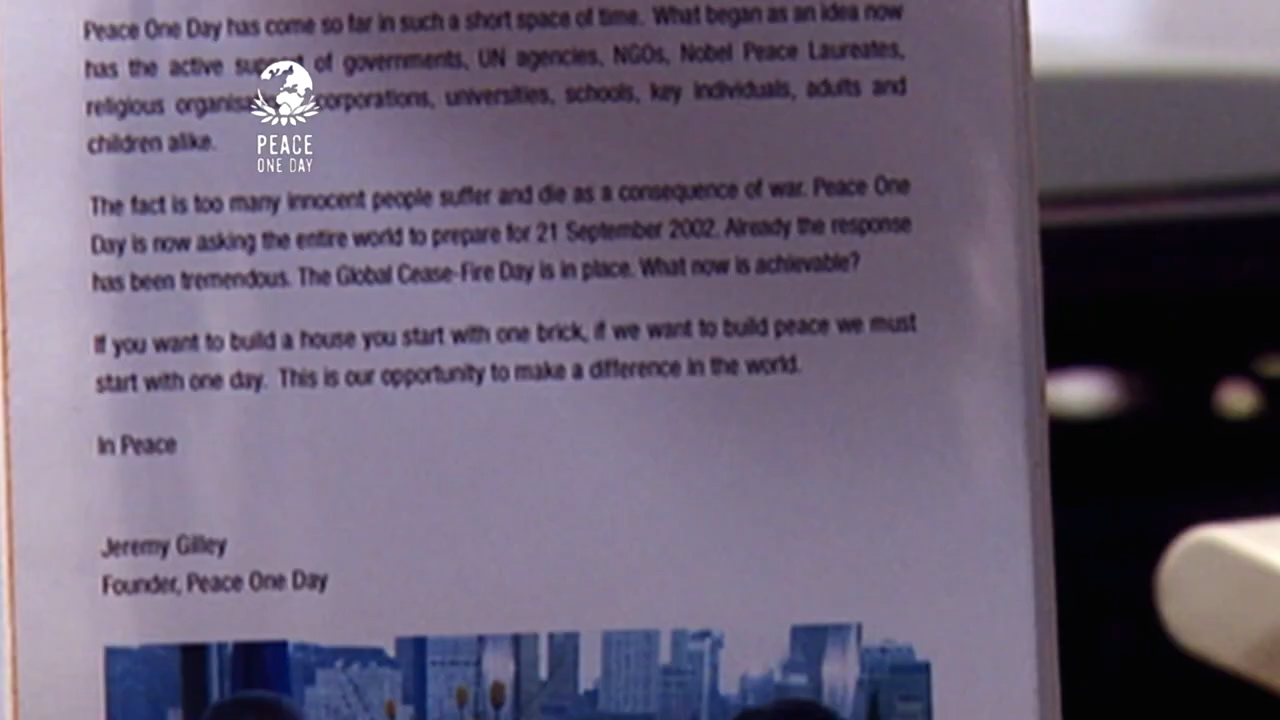 Peace One Day has come so far in such a short space of time. What began as an idea now
has the active support of governments, UN agencies, NGOs, Nobel Peace Laureates,
religious organisa corporations, universities, schools, key individuals, adults and
children alike.
PEACE
ONE DAY
The fact is too many innocent people suffer and die as a consequence of war. Peace One
Day is now asking the entire world to prepare for 21 September 2002. Already the response
has been tremendous. The Global Cease-Fire Day is in place. What now is achievable?
If you want to build a house you start with one brick, if we want to build peace we must
start with one day. This is our opportunity to make a difference in the world.
In Peace
Jeremy Gilley
Founder, Peace One Day